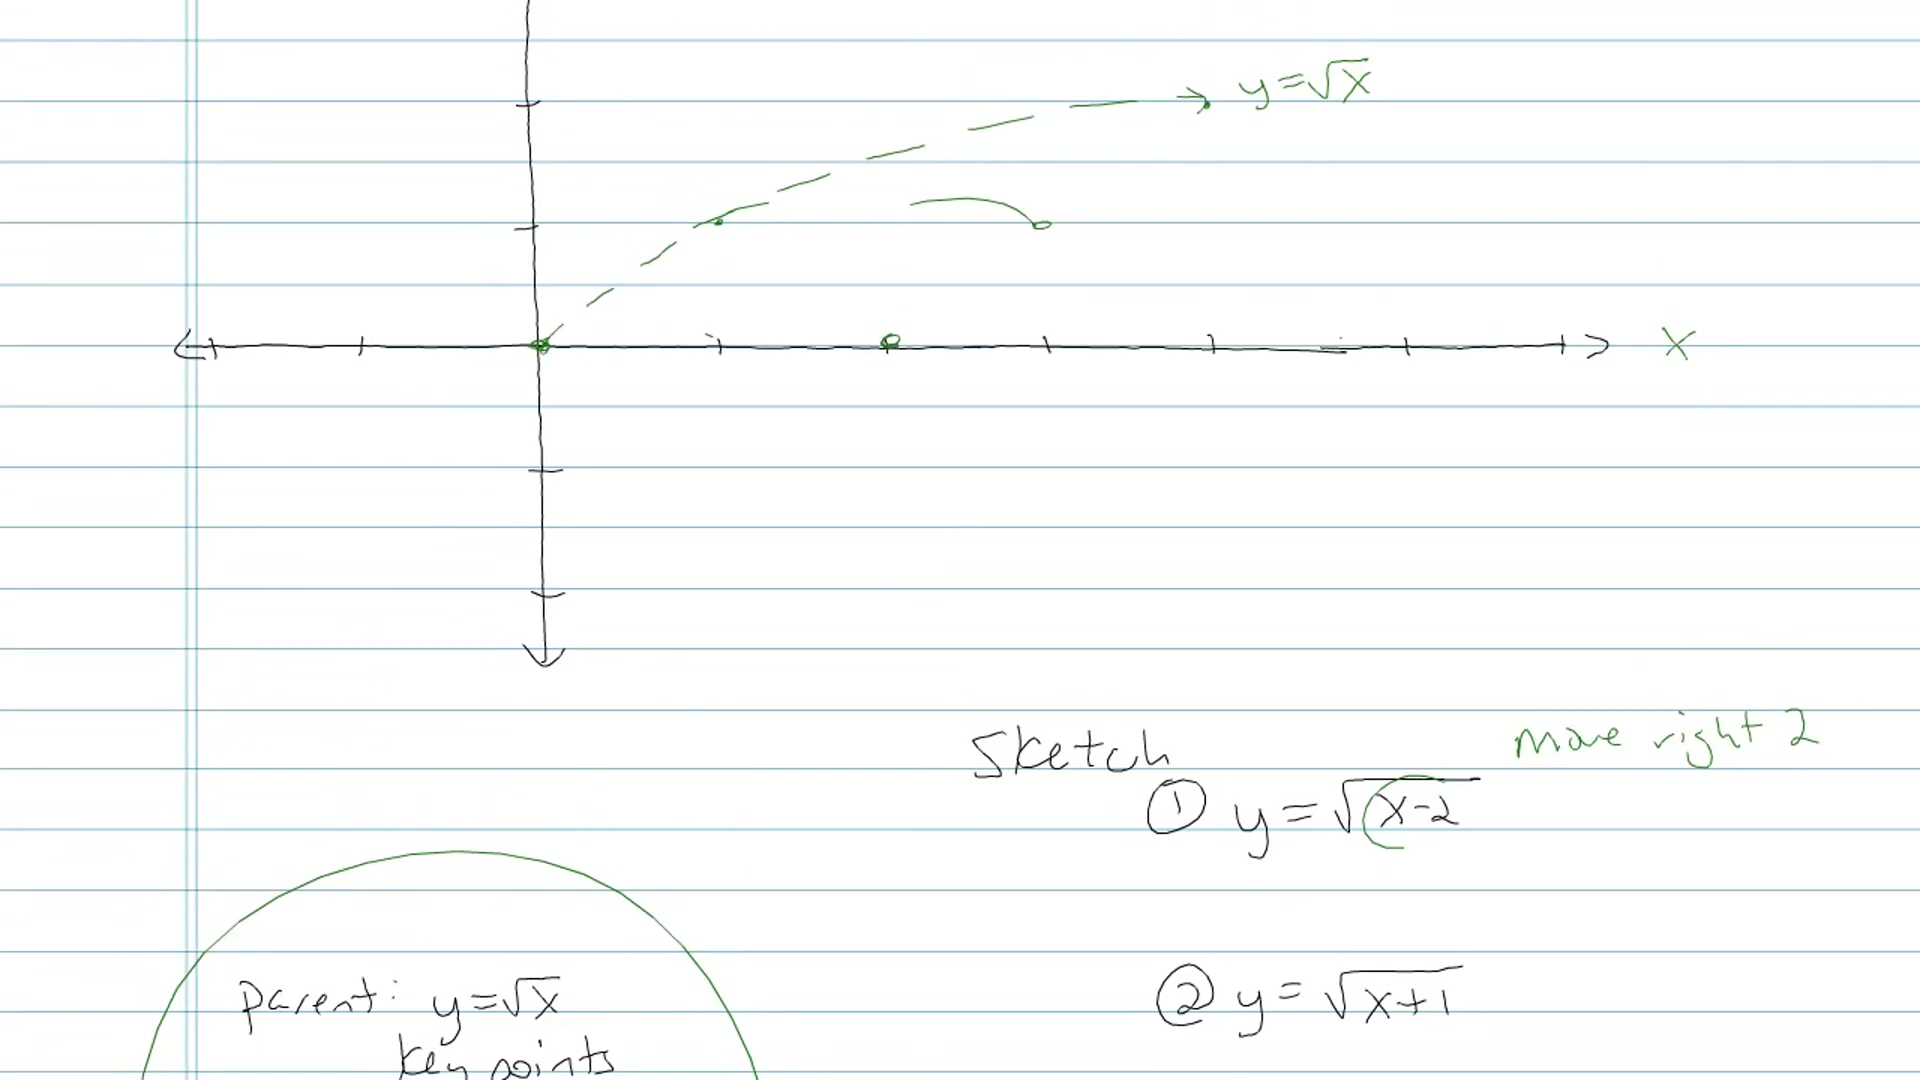 y=√x
x
Sketch
move right 2
① y=√x-2
② y=√x+1
parent: y=√x
key points